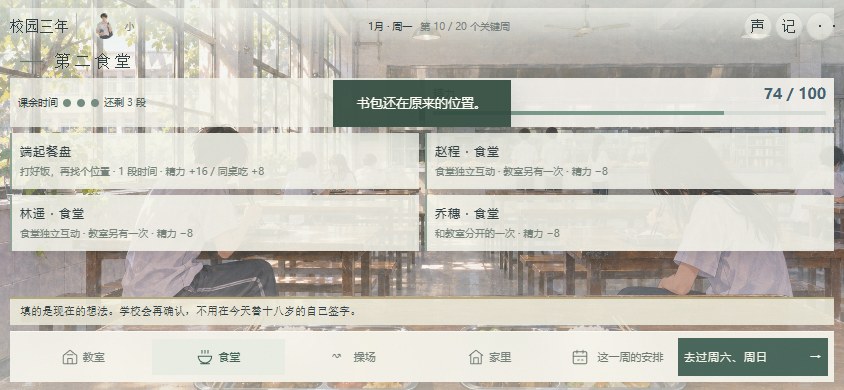 校园三年
小
1月 · 周一 第 10 / 20 个关键周
声
记
第二食堂
课余时间 还剩 3 段
书包还在原来的位置。
74 / 100
端起餐盘
打好饭，再找个位置 · 1 段时间 · 精力 +16 / 同桌吃 +8
赵程 · 食堂
食堂独立互动 · 教室另有一次 · 精力 −8
林遥 · 食堂
食堂独立互动 · 教室另有一次 · 精力 −8
乔穗 · 食堂
和教室分开的一次 · 精力 −8
填的是现在的想法。学校会再确认，不用在今天替十八岁的自己签字。
教室
食堂
操场
家里
这一周的安排
去过周六、周日 →